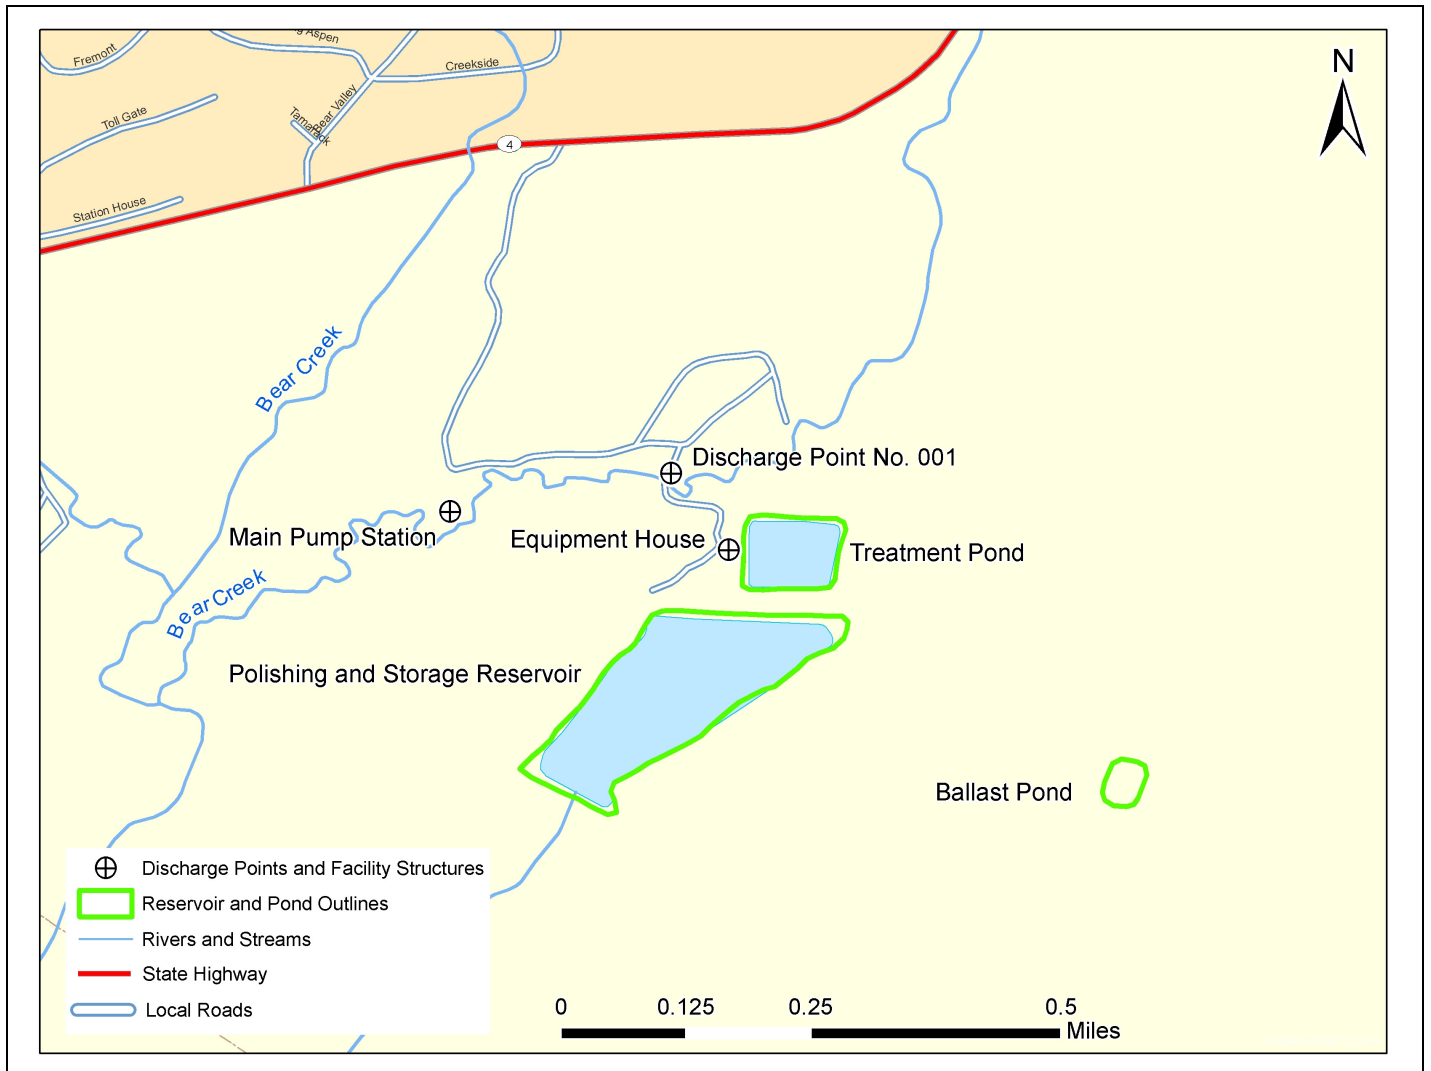 g Aspen
Fremont
Creekside
N
Bear Valley
Toll Gate
Tamarack
4
Station House
Bear Creek
Discharge Point No. 001
Main Pump Station
Equipment House
Treatment Pond
Bear Creek
Polishing and Storage Reservoir
Ballast Pond
Discharge Points and Facility Structures
Reservoir and Pond Outlines
Rivers and Streams
State Highway
Local Roads
0 0.125 0.25 0.5
Miles